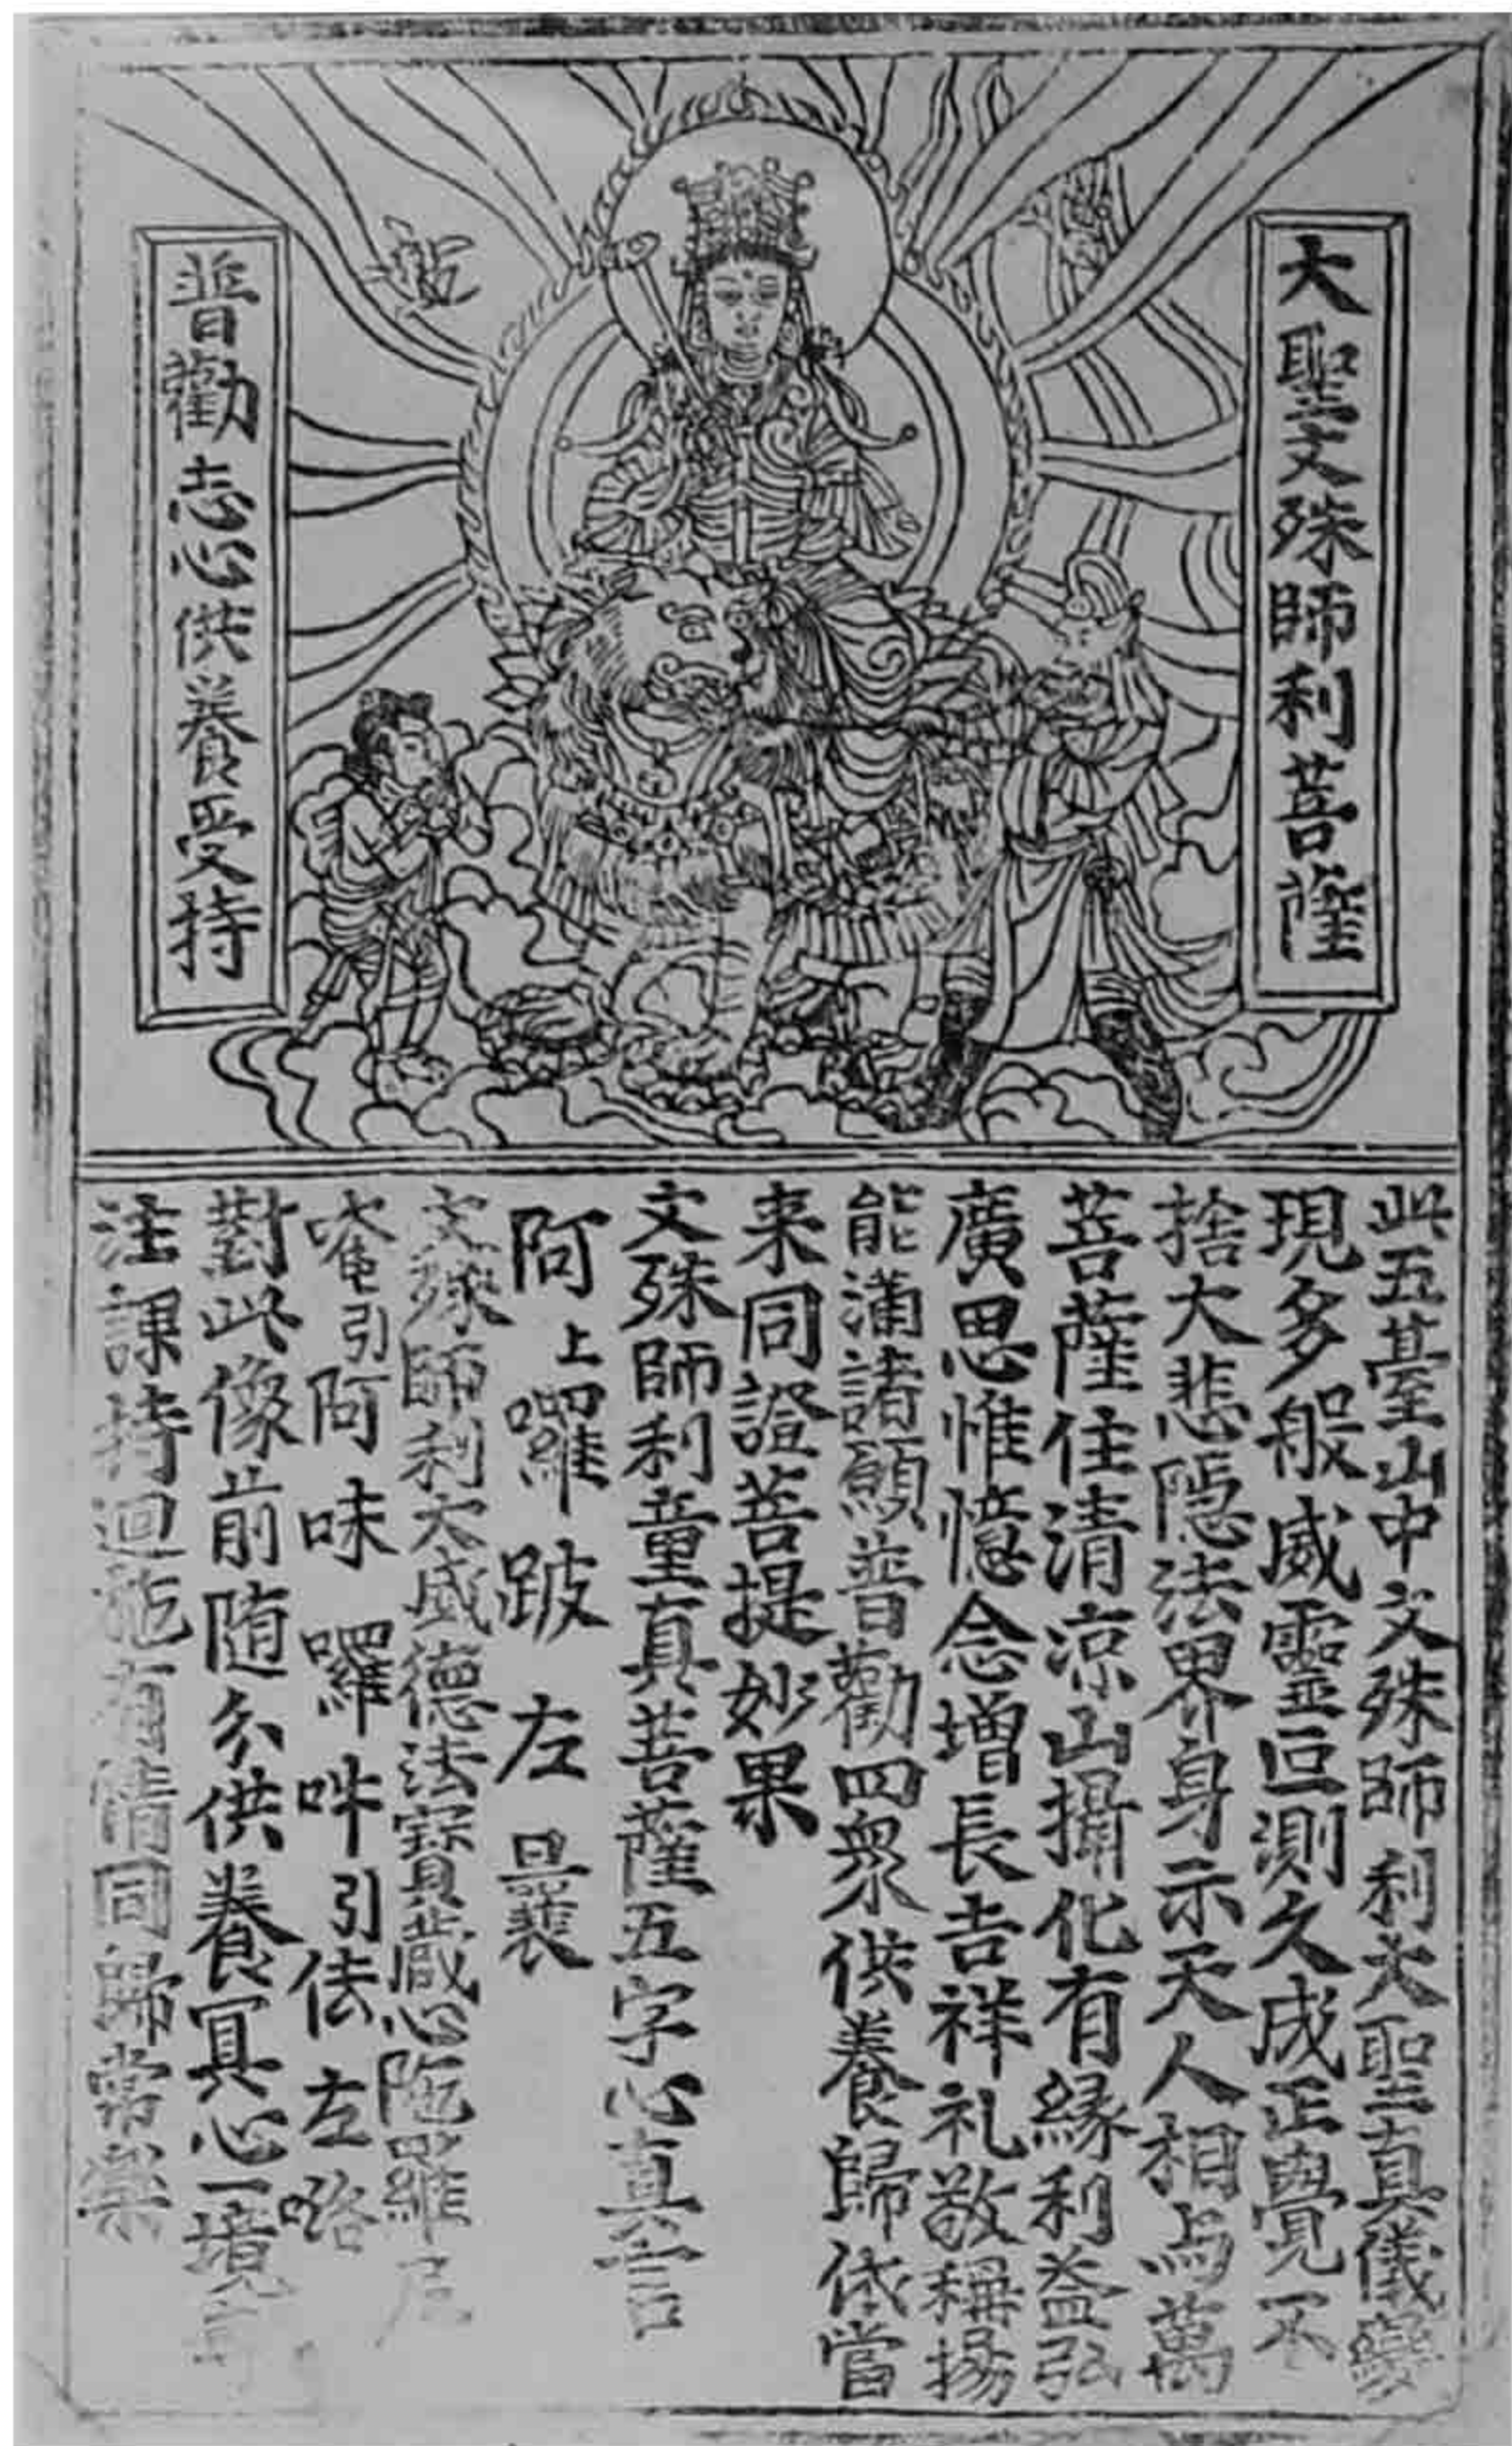 大聖文殊師利菩薩
普勸志心供養受持
此五臺山中文殊師利大聖真儀變
現多般威靈叵測久成正覺不
捨大悲隱法界身示天人相与萬
菩薩住清涼山攝化有緣利益弘
廣思惟憶念增長吉祥礼敬稱揚
能滿諸願普勸四眾供養歸依當
来同證菩提妙果
文殊師利童真菩薩五字心真言
阿上囉跛左曩
文殊師利大威德法寶藏心陁羅尼
唵引阿味囉吽引佉左咯
對此像前随分供養冥心一境專
注課持迴施有情同歸常樂